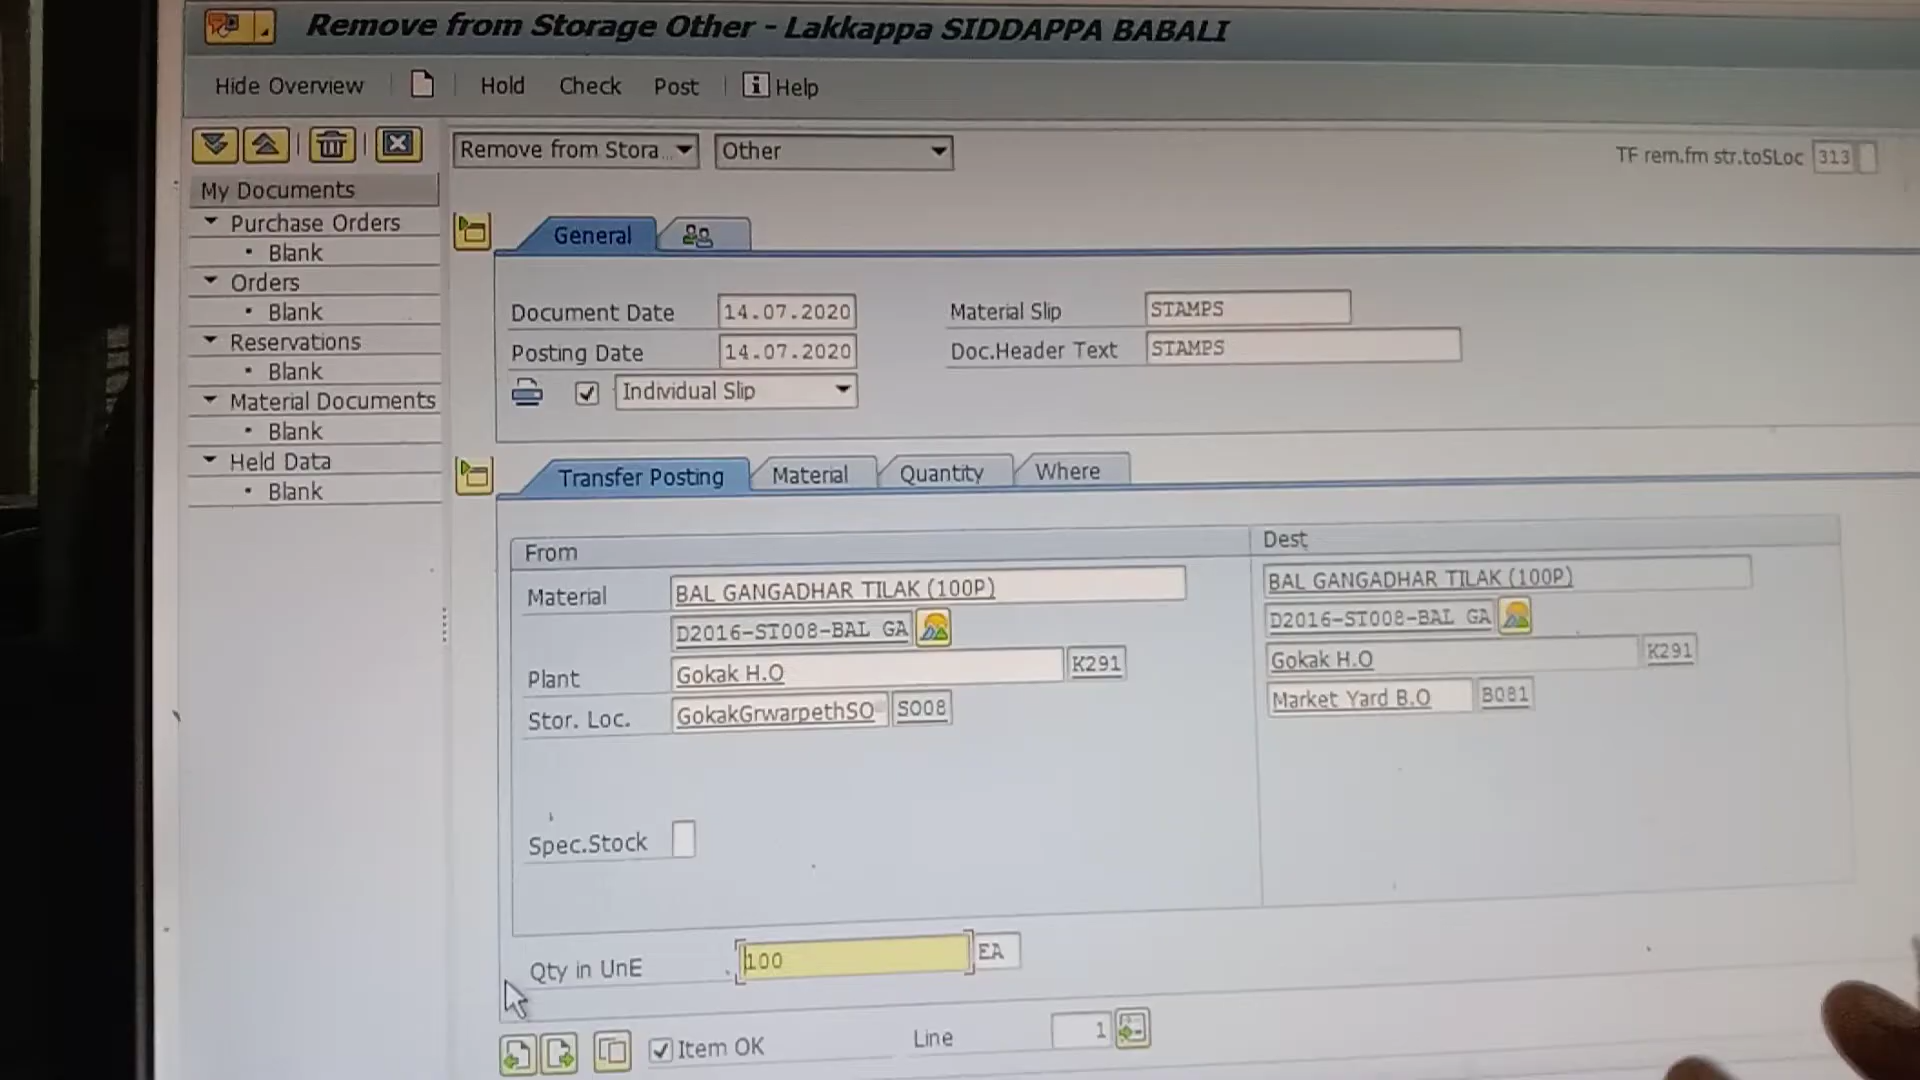 Remove from Storage Other - Lakkappa SIDDAPPA BABALI
Hide Overview Hold Check Post Help
Remove from Stora... Other TF rem.fm str.toSLoc 313
My Documents
Purchase Orders
Blank
Orders
Blank
Reservations
Blank
Material Documents
Blank
Held Data
Blank
General
Document Date 14.07.2020 Material Slip STAMPS
Posting Date 14.07.2020 Doc.Header Text STAMPS
Individual Slip
Transfer Posting Material Quantity Where
From Dest
Material BAL GANGADHAR TILAK (100P) BAL GANGADHAR TILAK (100P)
D2016-ST008-BAL GA D2016-ST008-BAL GA
Plant Gokak H.O K291 Gokak H.O K291
Stor. Loc. GokakGrwarpethSO S008 Market Yard B.O B081
Spec.Stock
Qty in UnE 100 EA
Item OK Line 1